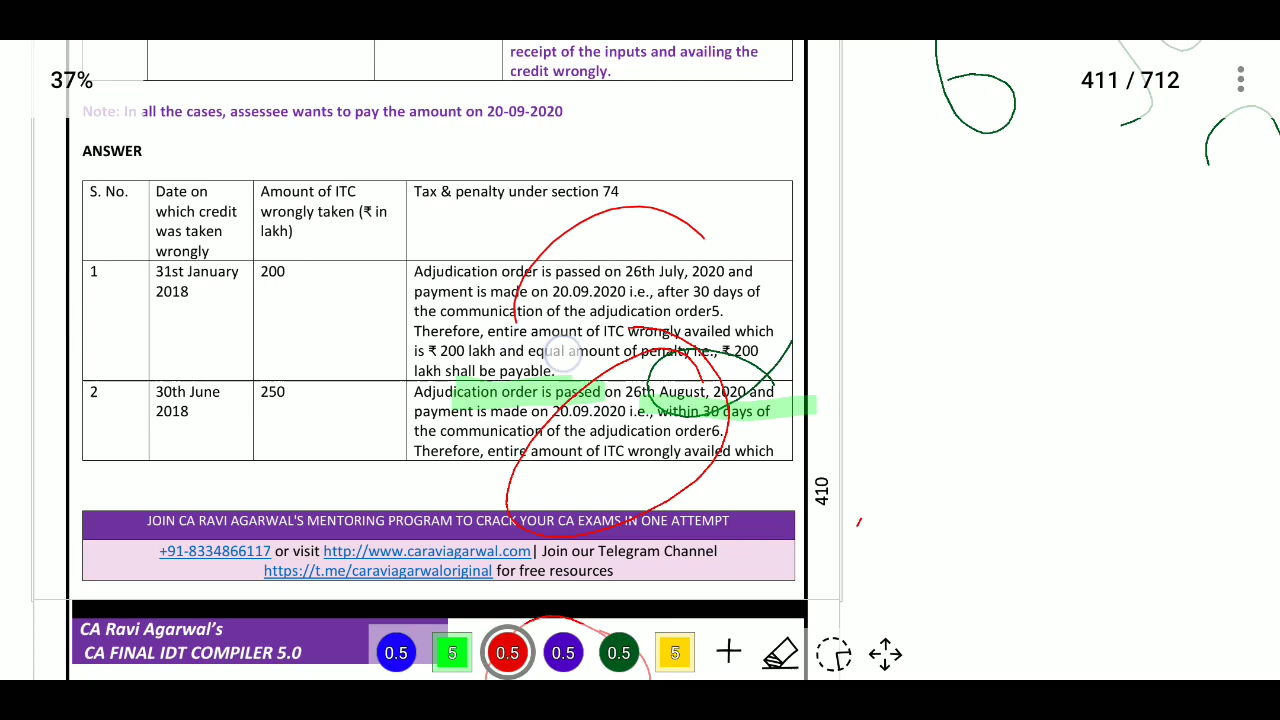 receipt of the inputs and availing the
credit wrongly.
37%
411 / 712
Note: In all the cases, assessee wants to pay the amount on 20-09-2020
ANSWER
S. No.
Date on
which credit
was taken
wrongly
Amount of ITC
wrongly taken (₹ in
lakh)
Tax & penalty under section 74
1
31st January
2018
200
Adjudication order is passed on 26th July, 2020 and
payment is made on 20.09.2020 i.e., after 30 days of
the communication of the adjudication order5.
Therefore, entire amount of ITC wrongly availed which
is ₹ 200 lakh and equal amount of penalty i.e., ₹ 200
lakh shall be payable.
2
30th June
2018
250
Adjudication order is passed on 26th August, 2020 and
payment is made on 20.09.2020 i.e., within 30 days of
the communication of the adjudication order6.
Therefore, entire amount of ITC wrongly availed which
410
JOIN CA RAVI AGARWAL'S MENTORING PROGRAM TO CRACK YOUR CA EXAMS IN ONE ATTEMPT
+91-8334866117 or visit http://www.caraviagarwal.com| Join our Telegram Channel
https://t.me/caraviagarwaloriginal for free resources
CA Ravi Agarwal's
CA FINAL IDT COMPILER 5.0
0.5 5 0.5 0.5 0.5 5